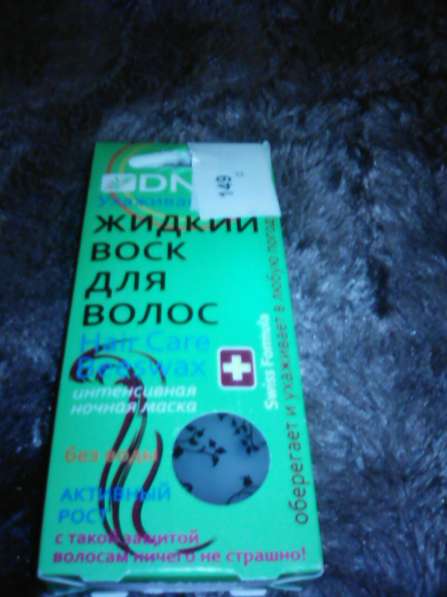 DN
149
ЖИДКИЙ
ВОСК
ДЛЯ
ВОЛОС
Hair Care
Beeswax
интенсивная
ночная маска
Swiss Formula
оберегает и ухаживает в любую
без воды
АКТИВНЫЙ
РОСТ
с такой защитой
волосам ничего не страшно!